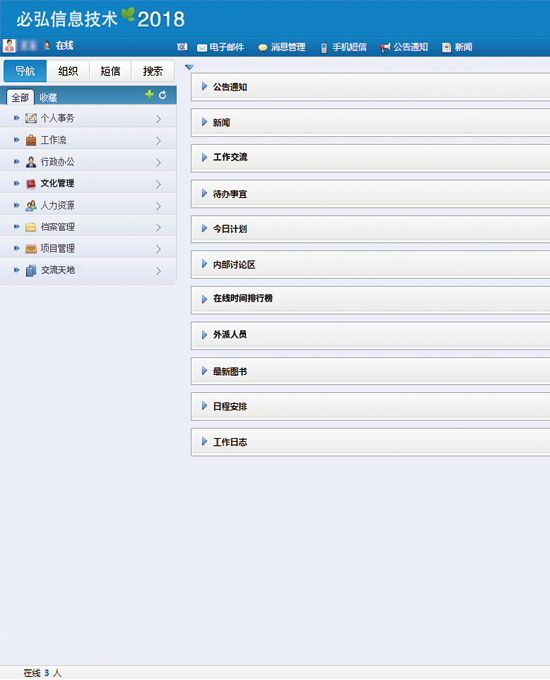 必弘信息技术 2018
在线 电子邮件 消息管理 手机短信 公告通知 新闻
导航 组织 短信 搜索
全部 收藏
个人事务
工作流
行政办公
文化管理
人力资源
档案管理
项目管理
交流天地
公告通知
新闻
工作交流
待办事宜
今日计划
内部讨论区
在线时间排行榜
外派人员
最新图书
日程安排
工作日志
在线 3 人